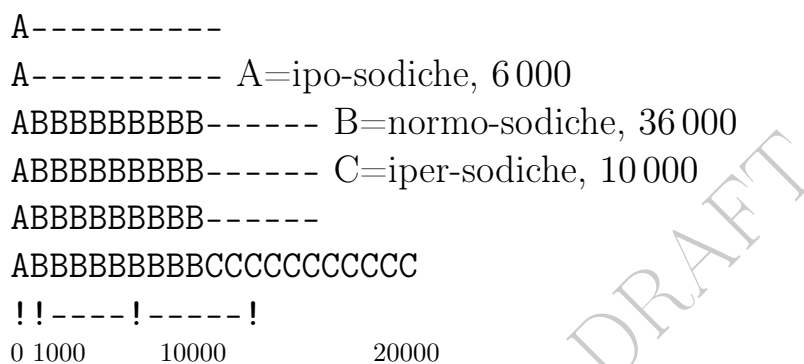 A----------
A---------- A=ipo-sodiche, 6 000
ABBBBBBBBB------ B=normo-sodiche, 36 000
ABBBBBBBBB------ C=iper-sodiche, 10 000
ABBBBBBBBB------
ABBBBBBBBBCCCCCCCCCCC
!!----!-----!
0 1000 10000 20000
DRAFT